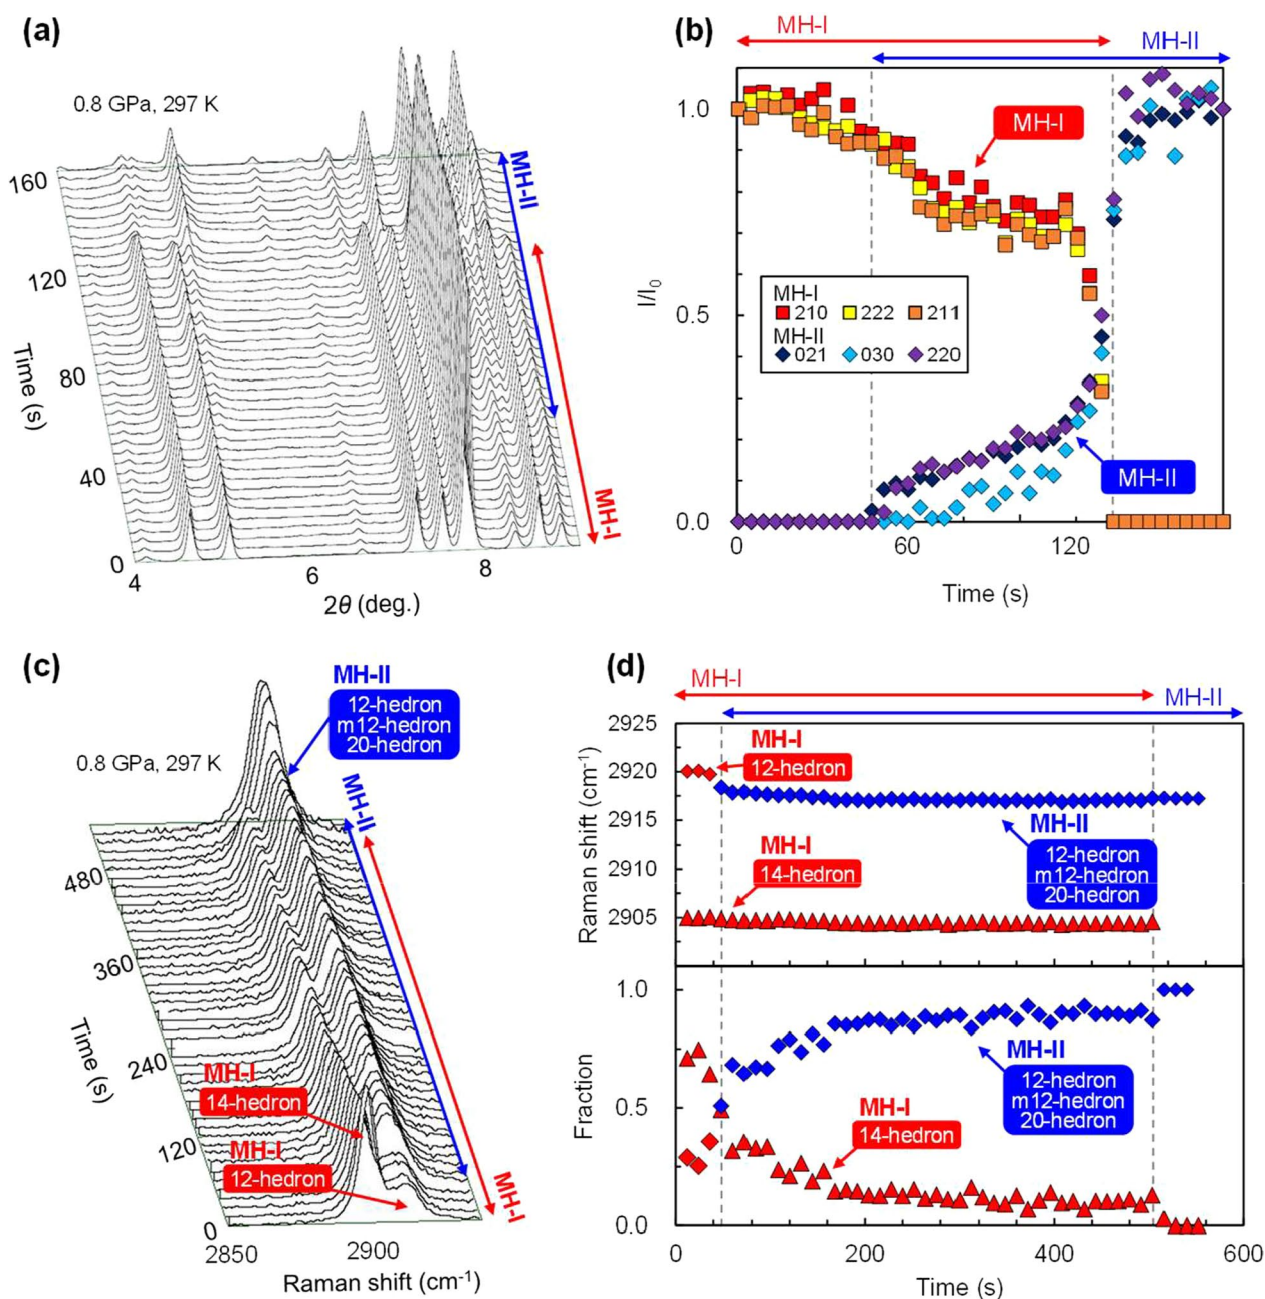 (a)
0.8 GPa, 297 K
160
120
80
40
0
Time (s)
4
6
8
2θ (deg.)
MH-II
MH-I
(b)
MH-I
MH-II
1.0
0.5
0.0
I/I₀
MH-I
MH-I
210 222 211
MH-II
021 030 220
MH-II
0
60
120
Time (s)
(c)
MH-II
12-hedron
m12-hedron
20-hedron
0.8 GPa, 297 K
MH-II
480
360
240
120
0
Time (s)
MH-I
14-hedron
MH-I
12-hedron
MH-I
2850
2900
Raman shift (cm⁻¹)
(d)
MH-I
MH-II
2925
2920
2915
2910
2905
Raman shift (cm⁻¹)
MH-I
12-hedron
MH-I
14-hedron
MH-II
12-hedron
m12-hedron
20-hedron
1.0
0.5
0.0
Fraction
MH-II
12-hedron
m12-hedron
20-hedron
MH-I
14-hedron
0
200
400
600
Time (s)